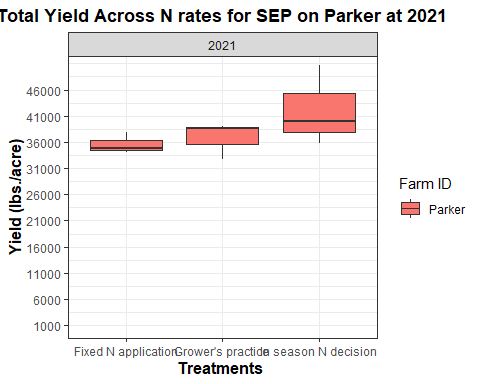 Total Yield Across N rates for SEP on Parker at 2021
2021
46000
41000
36000
31000
26000
21000
16000
11000
6000
1000
Yield (lbs./acre)
Fixed N application Grower's practice In season N decision
Treatments
Farm ID
Parker